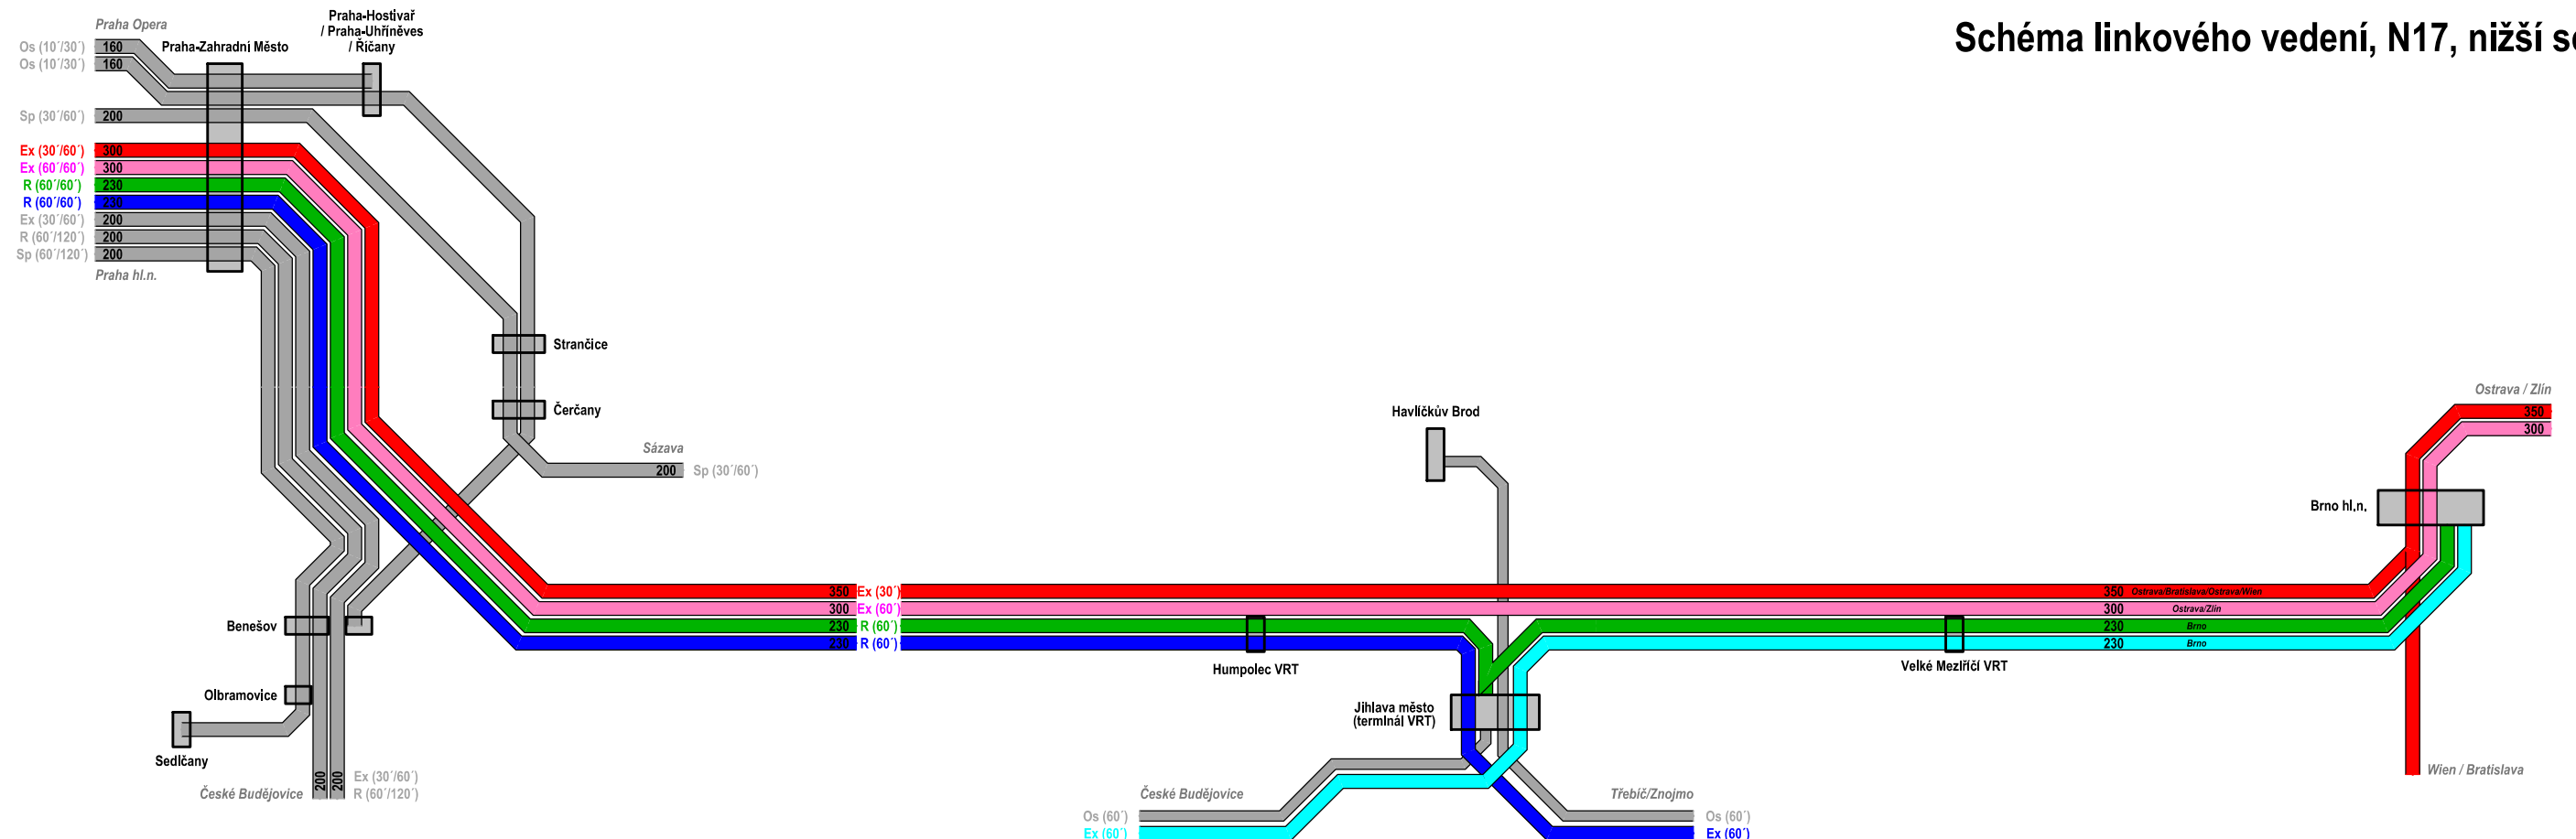 Schéma linkového vedení, N17, nižší s
Praha Opera
Praha-Hostivař
/ Praha-Uhříněves
/ Říčany
Praha-Zahradní Město
Os (10´/30´) 160
Os (10´/30´) 160
Sp (30´/60´) 200
Ex (30´/60´) 300
Ex (60´/60´) 300
R (60´/60´) 230
R (60´/60´) 230
Ex (30´/60´) 200
R (60´/120´) 200
Sp (60´/120´) 200
Praha hl.n.
Strančice
Čerčany
Sázava
200 Sp (30´/60´)
Havlíčkův Brod
Ostrava / Zlín
350
300
Brno hl.n.
350 Ex (30´) 350 Ostrava/Bratislava/Ostrava/Wien
300 Ex (60´) 300 Ostrava/Zlín
230 R (60´) 230 Brno
230 R (60´) 230 Brno
Benešov
Humpolec VRT
Velké Meziříčí VRT
Olbramovice
Jihlava město
(terminál VRT)
Sedlčany
200 200 Ex (30´/60´)
České Budějovice R (60´/120´)
Wien / Bratislava
České Budějovice
Třebíč/Znojmo
Os (60´) Os (60´)
Ex (60´) Ex (60´)